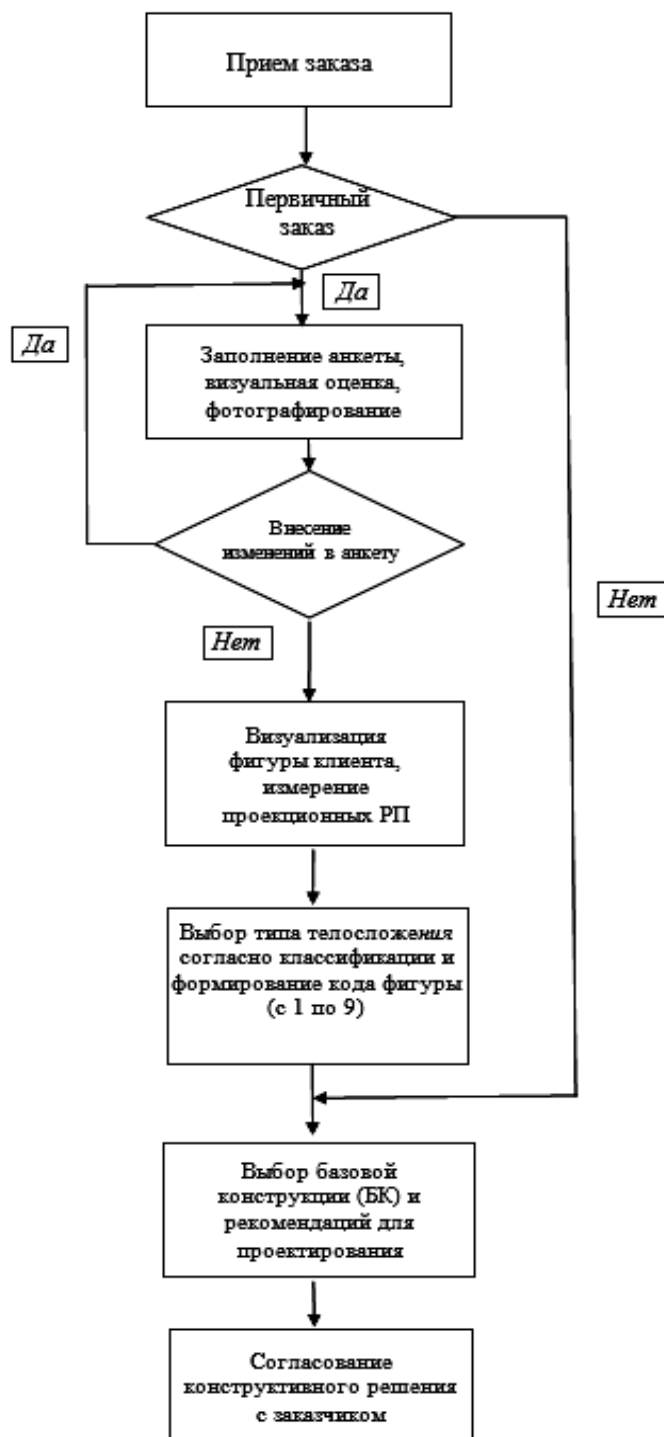 Прием заказа
Первичный
заказ
Да
Да
Заполнение анкеты,
визуальная оценка,
фотографирование
Внесение
изменений в анкету
Нет
Нет
Визуализация
фигуры клиента,
измерение
проекционных РП
Выбор типа телосложения
согласно классификации и
формирование кода фигуры
(с 1 по 9)
Выбор базовой
конструкции (БК) и
рекомендаций для
проектирования
Согласование
конструктивного решения
с заказчиком